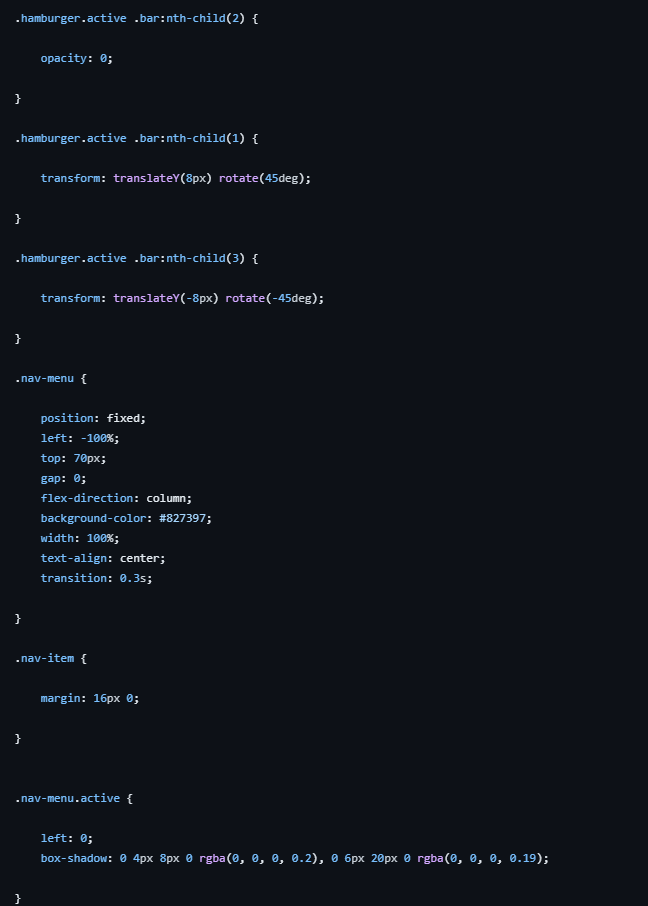 .hamburger.active .bar:nth-child(2) {
opacity: 0;
}
.hamburger.active .bar:nth-child(1) {
transform: translateY(8px) rotate(45deg);
}
.hamburger.active .bar:nth-child(3) {
transform: translateY(-8px) rotate(-45deg);
}
.nav-menu {
position: fixed;
left: -100%;
top: 70px;
gap: 0;
flex-direction: column;
background-color: #827397;
width: 100%;
text-align: center;
transition: 0.3s;
}
.nav-item {
margin: 16px 0;
}
.nav-menu.active {
left: 0;
box-shadow: 0 4px 8px 0 rgba(0, 0, 0, 0.2), 0 6px 20px 0 rgba(0, 0, 0, 0.19);
}